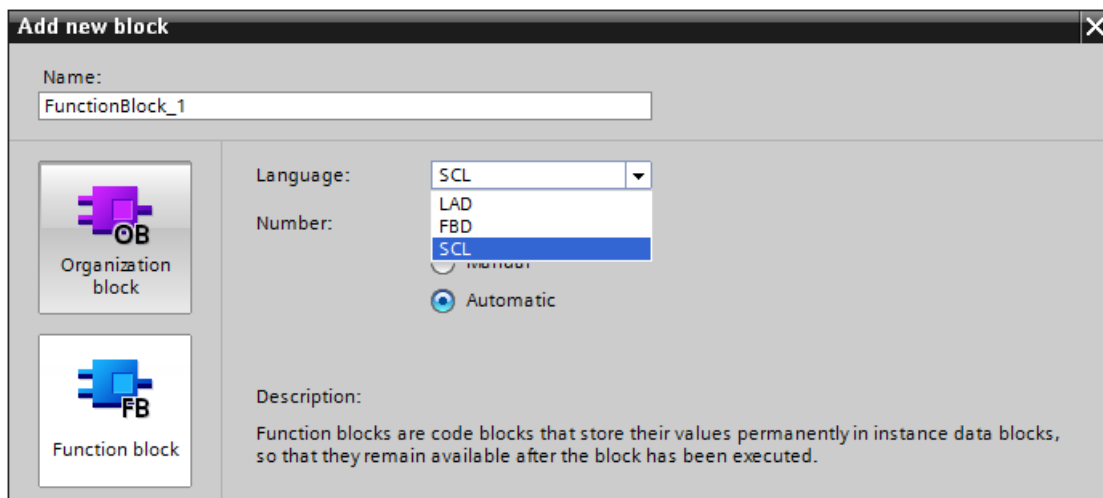 Add new block
Name:
FunctionBlock_1
OB
Organization
block
FB
Function block
Language:
SCL
LAD
FBD
SCL
Number:
Manual
Automatic
Description:
Function blocks are code blocks that store their values permanently in instance data blocks,
so that they remain available after the block has been executed.